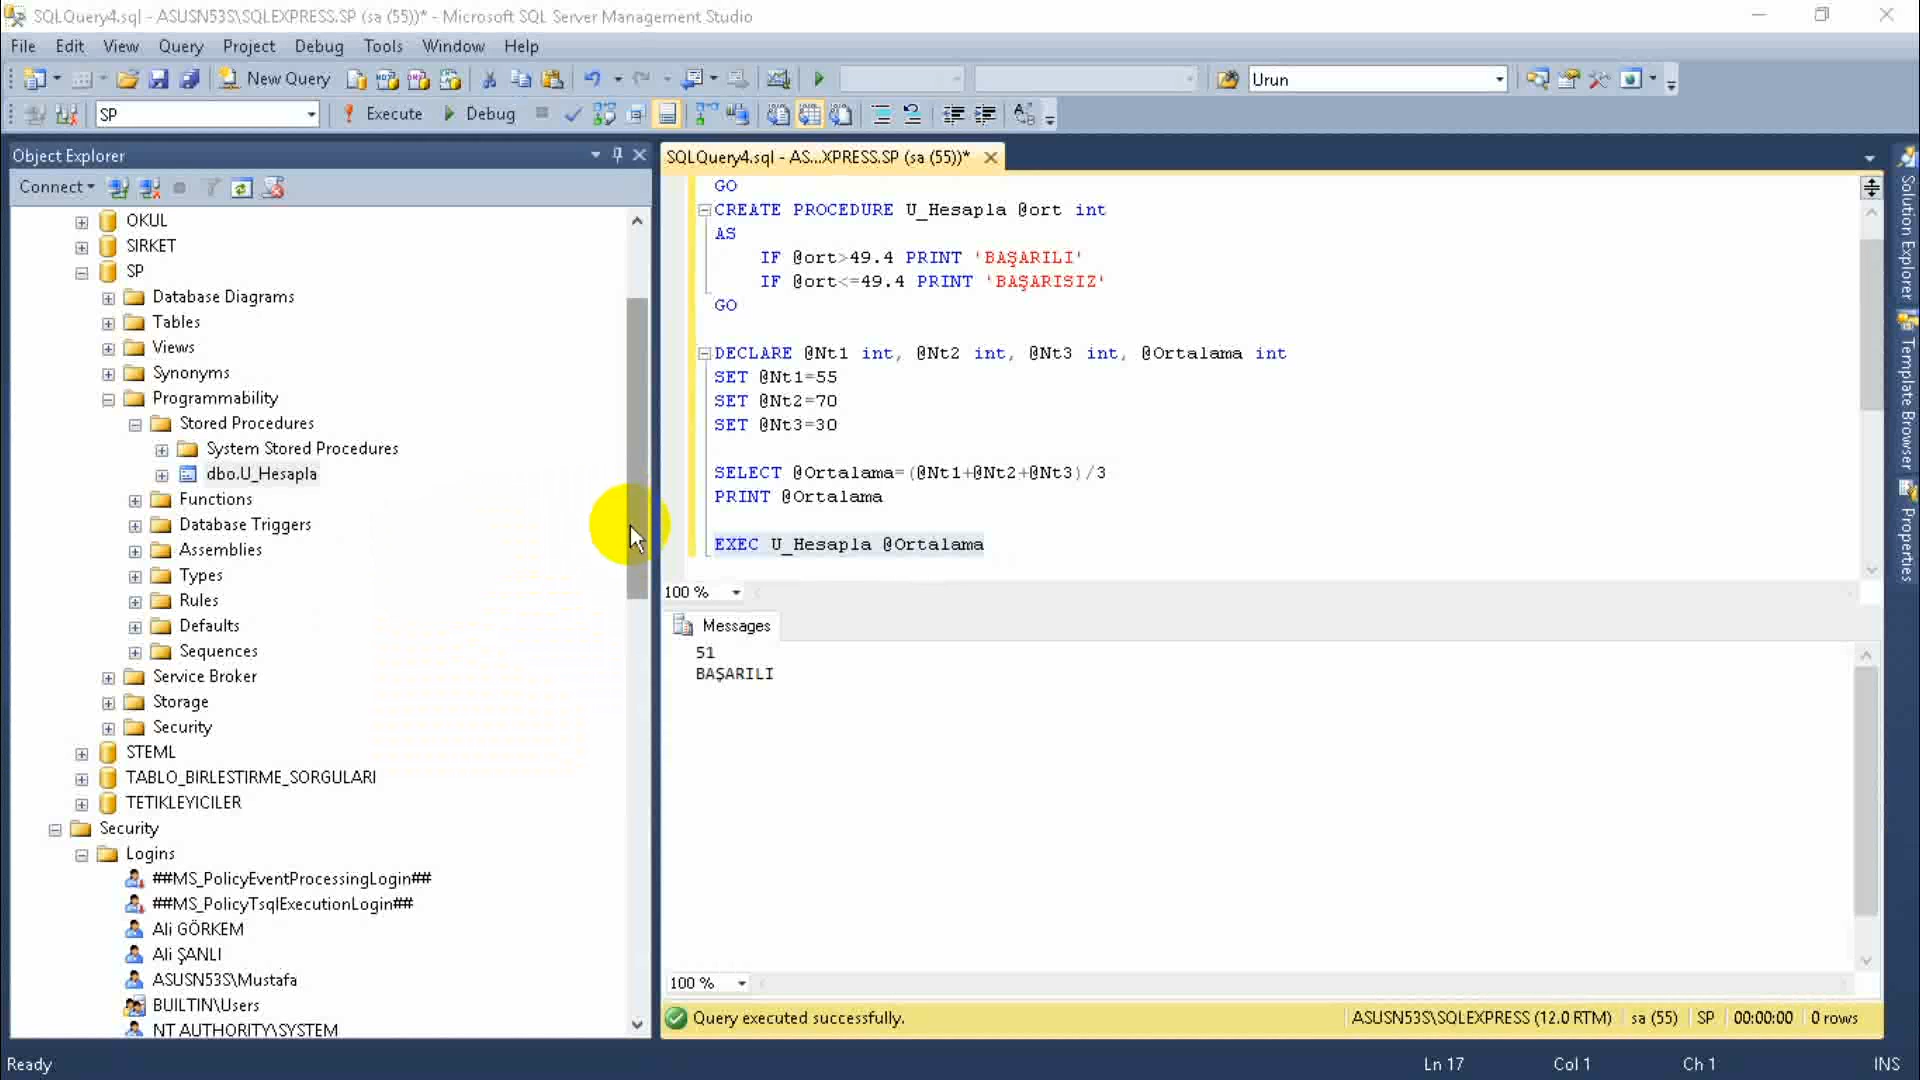 SQLQuery4.sql - ASUSN53S\SQLEXPRESS.SP (sa (55))* - Microsoft SQL Server Management Studio
File Edit View Query Project Debug Tools Window Help
New Query Urun
SP Execute Debug
Object Explorer
Connect
OKUL
SIRKET
SP
Database Diagrams
Tables
Views
Synonyms
Programmability
Stored Procedures
System Stored Procedures
dbo.U_Hesapla
Functions
Database Triggers
Assemblies
Types
Rules
Defaults
Sequences
Service Broker
Storage
Security
STEML
TABLO_BIRLESTIRME_SORGULARI
TETIKLEYICILER
Security
Logins
##MS_PolicyEventProcessingLogin##
##MS_PolicyTsqlExecutionLogin##
Ali GÖRKEM
Ali ŞANLI
ASUSN53S\Mustafa
BUILTIN\Users
NT AUTHORITY\SYSTEM
SQLQuery4.sql - AS...XPRESS.SP (sa (55))*
GO
CREATE PROCEDURE U_Hesapla @ort int
AS
IF @ort>49.4 PRINT 'BAŞARILI'
IF @ort<=49.4 PRINT 'BAŞARISIZ'
GO
DECLARE @Nt1 int, @Nt2 int, @Nt3 int, @Ortalama int
SET @Nt1=55
SET @Nt2=70
SET @Nt3=30
SELECT @Ortalama=(@Nt1+@Nt2+@Nt3)/3
PRINT @Ortalama
EXEC U_Hesapla @Ortalama
100 %
Messages
51
BAŞARILI
100 %
Query executed successfully. ASUSN53S\SQLEXPRESS (12.0 RTM) sa (55) SP 00:00:00 0 rows
Solution Explorer
Template Browser
Properties
Ready Ln 17 Col 1 Ch 1 INS